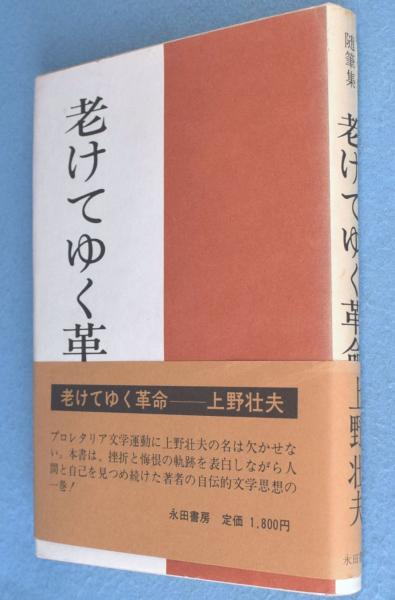 老けてゆく革
老けてゆく革命――上野壮夫
プロレタリア文学運動に上野壮夫の名は欠かせな
い。本書は、挫折と悔恨の軌跡を表白しながら人
間と自己を見つめ続けた著者の自伝的文学思想の
一巻!
永田書房 定価 1,800円
随筆集
老けてゆく革命
上野壮夫
永田